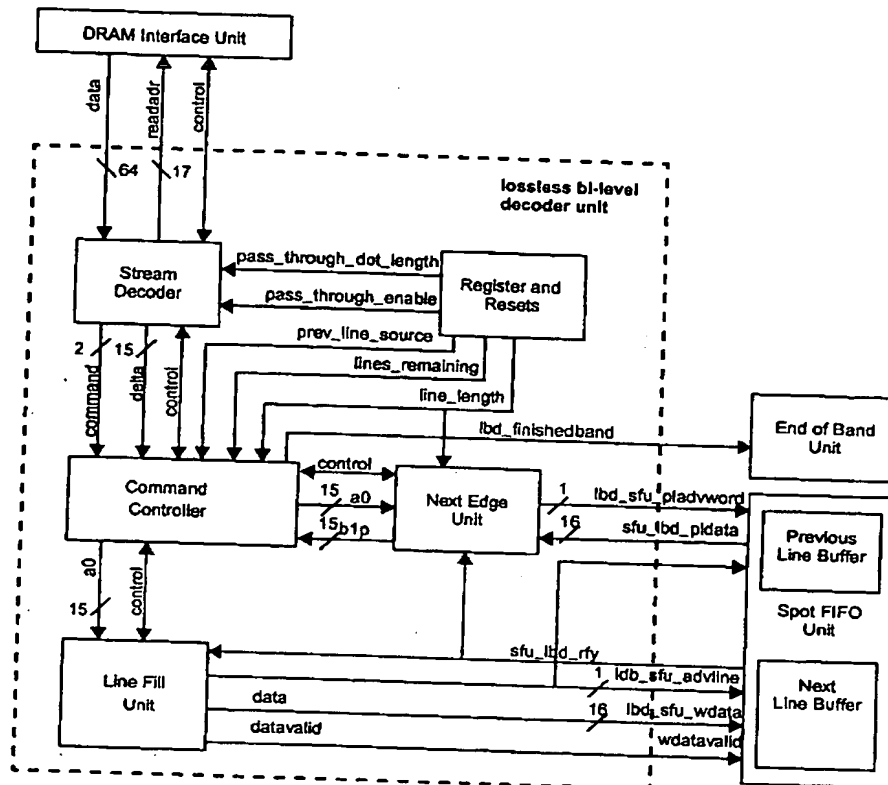 DRAM Interface Unit
data
readadr
control
64
17
lossless bi-level
decoder unit
Stream
Decoder
pass_through_dot_length
pass_through_enable
Register and
Resets
prev_line_source
lines_remaining
line_length
2
15
command
delta
control
lbd_finishedband
End of Band
Unit
Command
Controller
control
15
a0
15
b1p
Next Edge
Unit
1
lbd_sfu_pladvword
16
sfu_lbd_pldata
Previous
Line Buffer
Spot FIFO
Unit
a0
15
control
sfu_lbd_rfy
Line Fill
Unit
1
ldb_sfu_advline
data
16
lbd_sfu_wdata
datavalid
wdatavalid
Next
Line Buffer